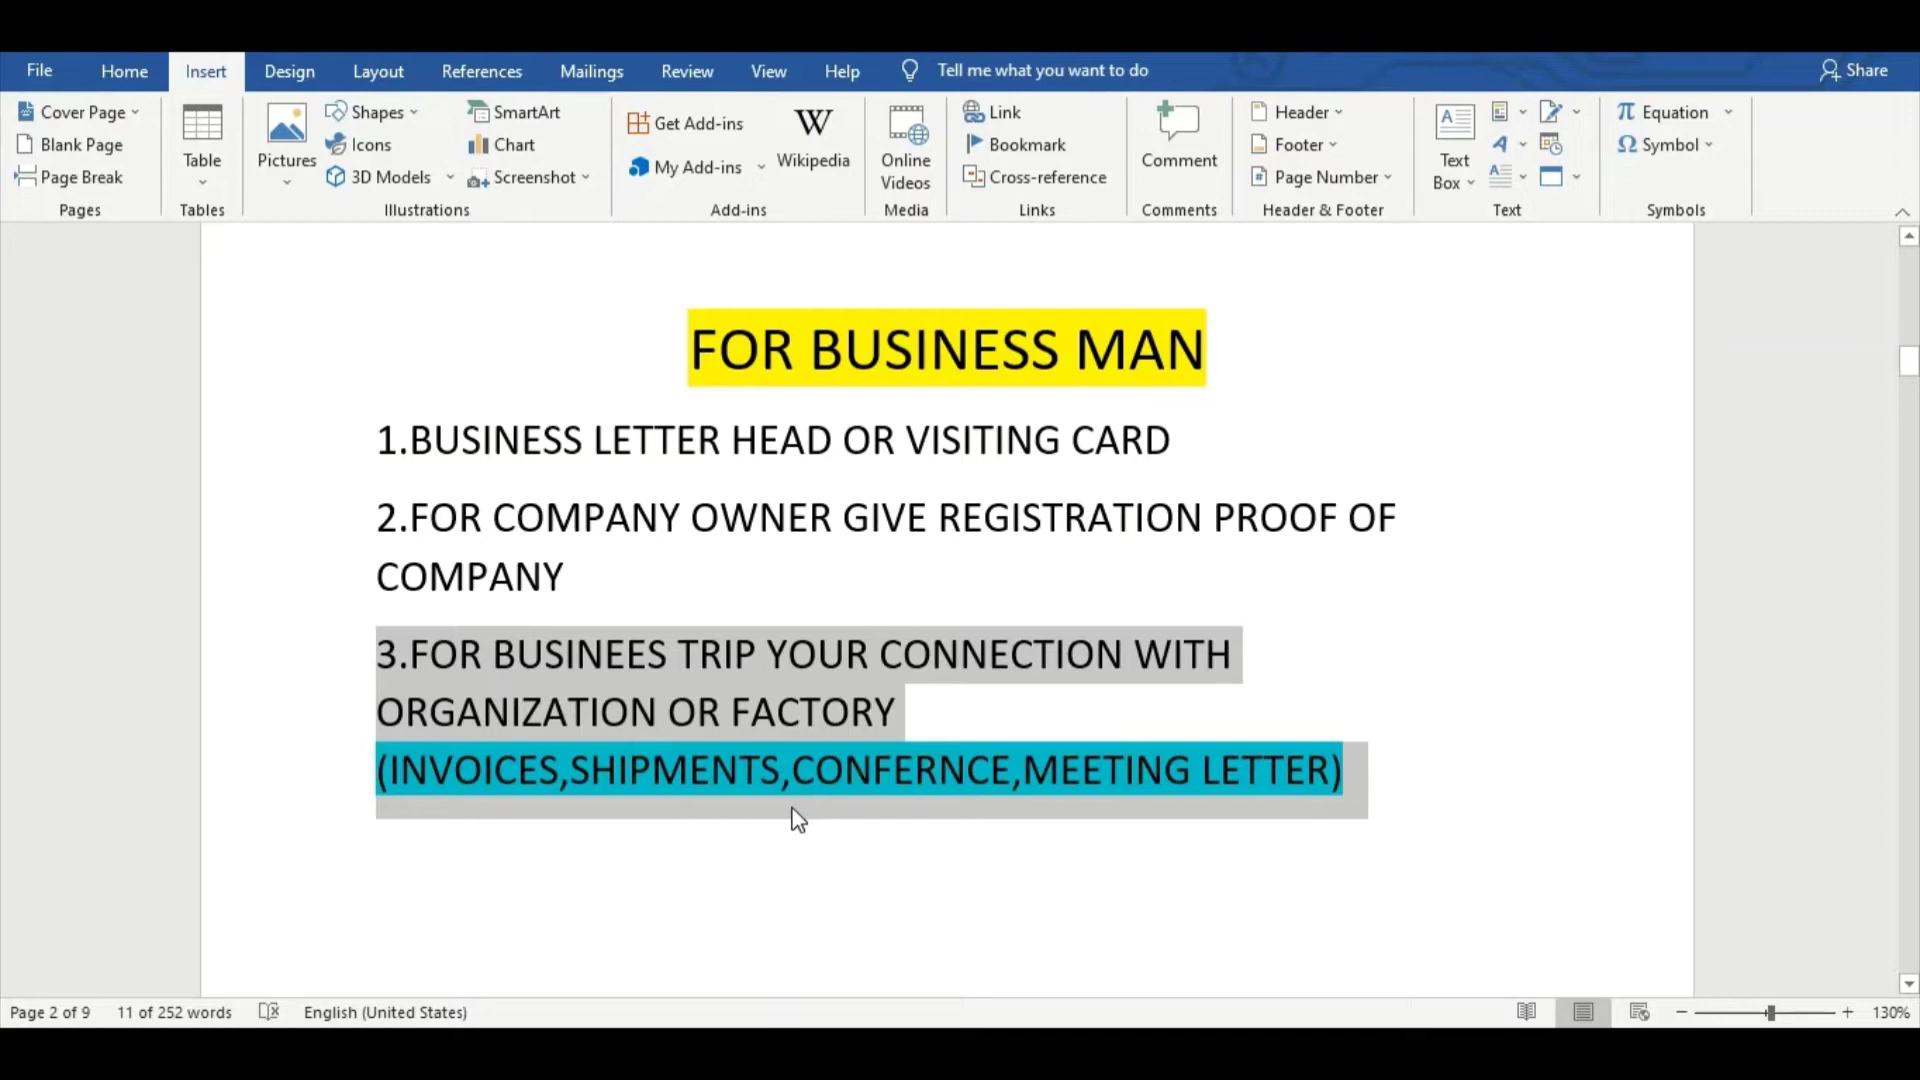 File Home Insert Design Layout References Mailings Review View Help Tell me what you want to do Share
Cover Page Shapes SmartArt Link Header Equation
Get Add-ins
Blank Page Icons Chart Bookmark Footer Symbol
Table Pictures Wikipedia Online Comment Text
Page Break 3D Models Screenshot My Add-ins Videos Cross-reference Page Number Box
Pages Tables Illustrations Add-ins Media Links Comments Header & Footer Text Symbols
FOR BUSINESS MAN
1.BUSINESS LETTER HEAD OR VISITING CARD
2.FOR COMPANY OWNER GIVE REGISTRATION PROOF OF
COMPANY
3.FOR BUSINEES TRIP YOUR CONNECTION WITH
ORGANIZATION OR FACTORY
(INVOICES,SHIPMENTS,CONFERNCE,MEETING LETTER)
Page 2 of 9 11 of 252 words English (United States) 130%